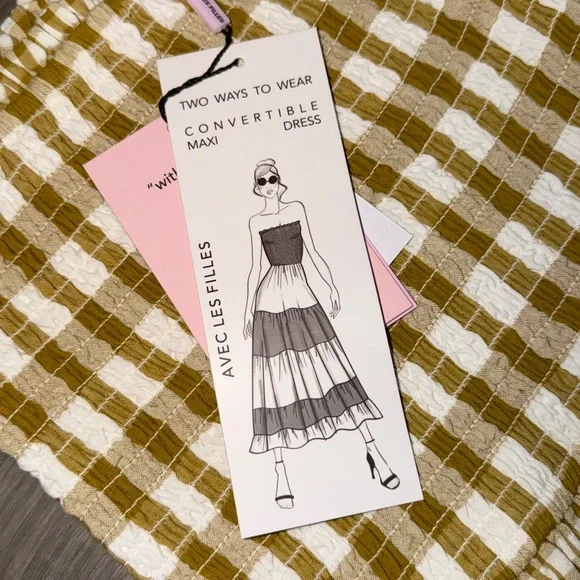 TWO WAYS TO WEAR
CONVERTIBLE
MAXI DRESS
AVEC LES FILLES
"with